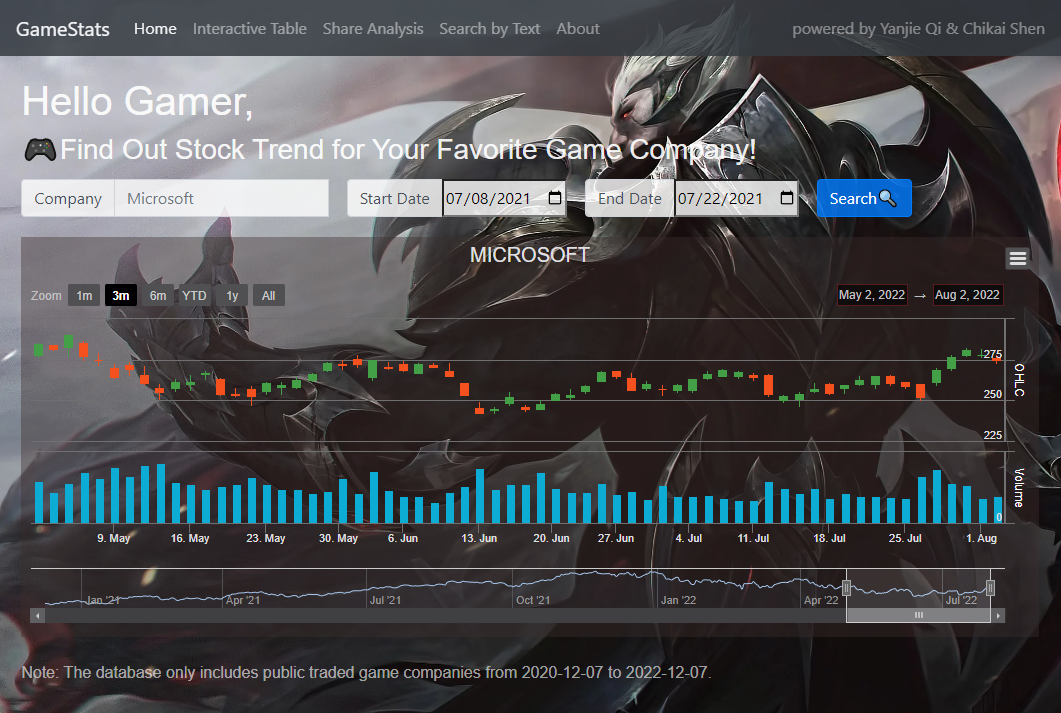 GameStats Home Interactive Table Share Analysis Search by Text About powered by Yanjie Qi & Chikai Shen
Hello Gamer,
🎮Find Out Stock Trend for Your Favorite Game Company!
Company Microsoft Start Date 07/08/2021 End Date 07/22/2021 Search🔍
MICROSOFT
Zoom 1m 3m 6m YTD 1y All May 2, 2022 → Aug 2, 2022
275
OHLC
250
225
Volume
0
9. May 16. May 23. May 30. May 6. Jun 13. Jun 20. Jun 27. Jun 4. Jul 11. Jul 18. Jul 25. Jul 1. Aug
Jan '21 Apr '21 Jul '21 Oct '21 Jan '22 Apr '22 Jul '22
Note: The database only includes public traded game companies from 2020-12-07 to 2022-12-07.